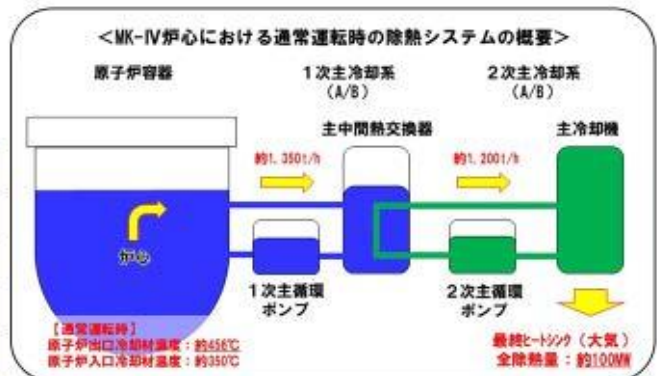 <MK-Ⅳ炉心における通常運転時の除熱システムの概要>
原子炉容器
1次主冷却系
(A/B)
2次主冷却系
(A/B)
主中間熱交換器
主冷却機
約1,350t/h
約1,200t/h
炉心
1次主循環
ポンプ
2次主循環
ポンプ
【通常運転時】
原子炉出口冷却材温度:約456℃
原子炉入口冷却材温度:約350℃
最終ヒートシンク(大気)
全除熱量:約100MW